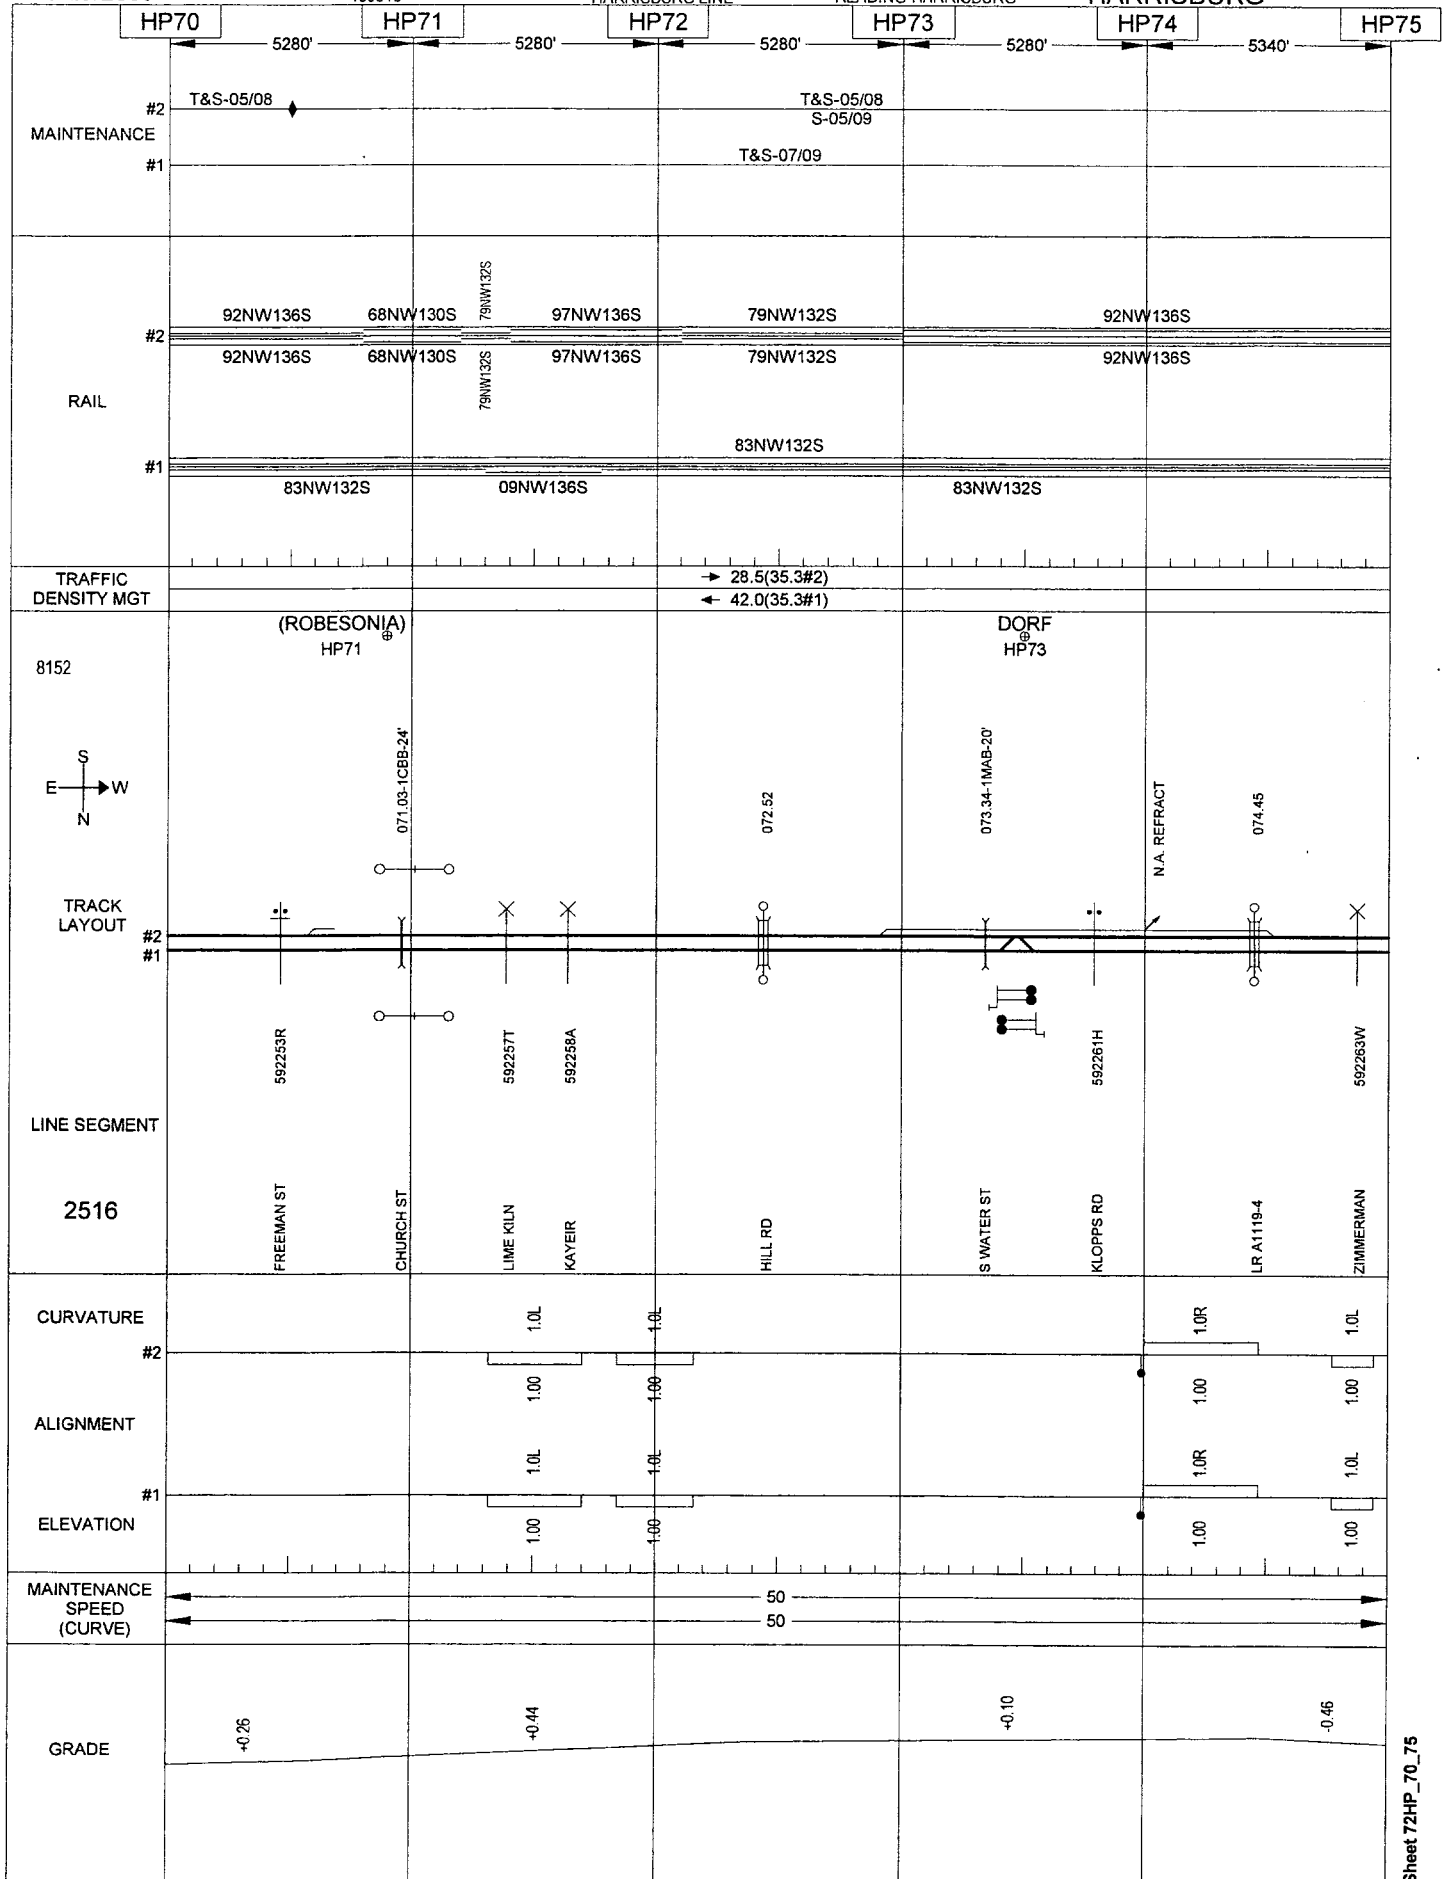 HARRISBURG
HP70 HP71 HP72 HP73 HP74 HP75
5280' 5280' 5280' 5280' 5340'
#2 T&S-05/08 T&S-05/08
S-05/09
MAINTENANCE
#1 T&S-07/09
79NW132S
92NW136S 68NW130S 97NW136S 79NW132S 92NW136S
#2
92NW136S 68NW130S 97NW136S 79NW132S 92NW136S
79NW132S
RAIL
83NW132S
#1
83NW132S 09NW136S 83NW132S
TRAFFIC
DENSITY MGT
28.5(35.3#2)
42.0(35.3#1)
(ROBESONIA)
HP71
DORF
HP73
8152
S
E W
N
071.03-1CBB-24'
072.52
073.34-1MAB-20'
N.A. REFRACT
074.45
TRACK
LAYOUT
#2
#1
592253R
592257T
592258A
592261H
592263W
LINE SEGMENT
2516
FREEMAN ST
CHURCH ST
LIME KILN
KAYEIR
HILL RD
S WATER ST
KLOPPS RD
LR A1119-4
ZIMMERMAN
CURVATURE
1.0L 1.0L 1.0R 1.0L
#2
1.00 1.00 1.00 1.00
ALIGNMENT
1.0L 1.0L 1.0R 1.0L
#1
ELEVATION
1.00 1.00 1.00 1.00
MAINTENANCE
SPEED
(CURVE)
50
50
GRADE
+0.26 +0.44 +0.10 -0.46
Sheet 72HP_70_75